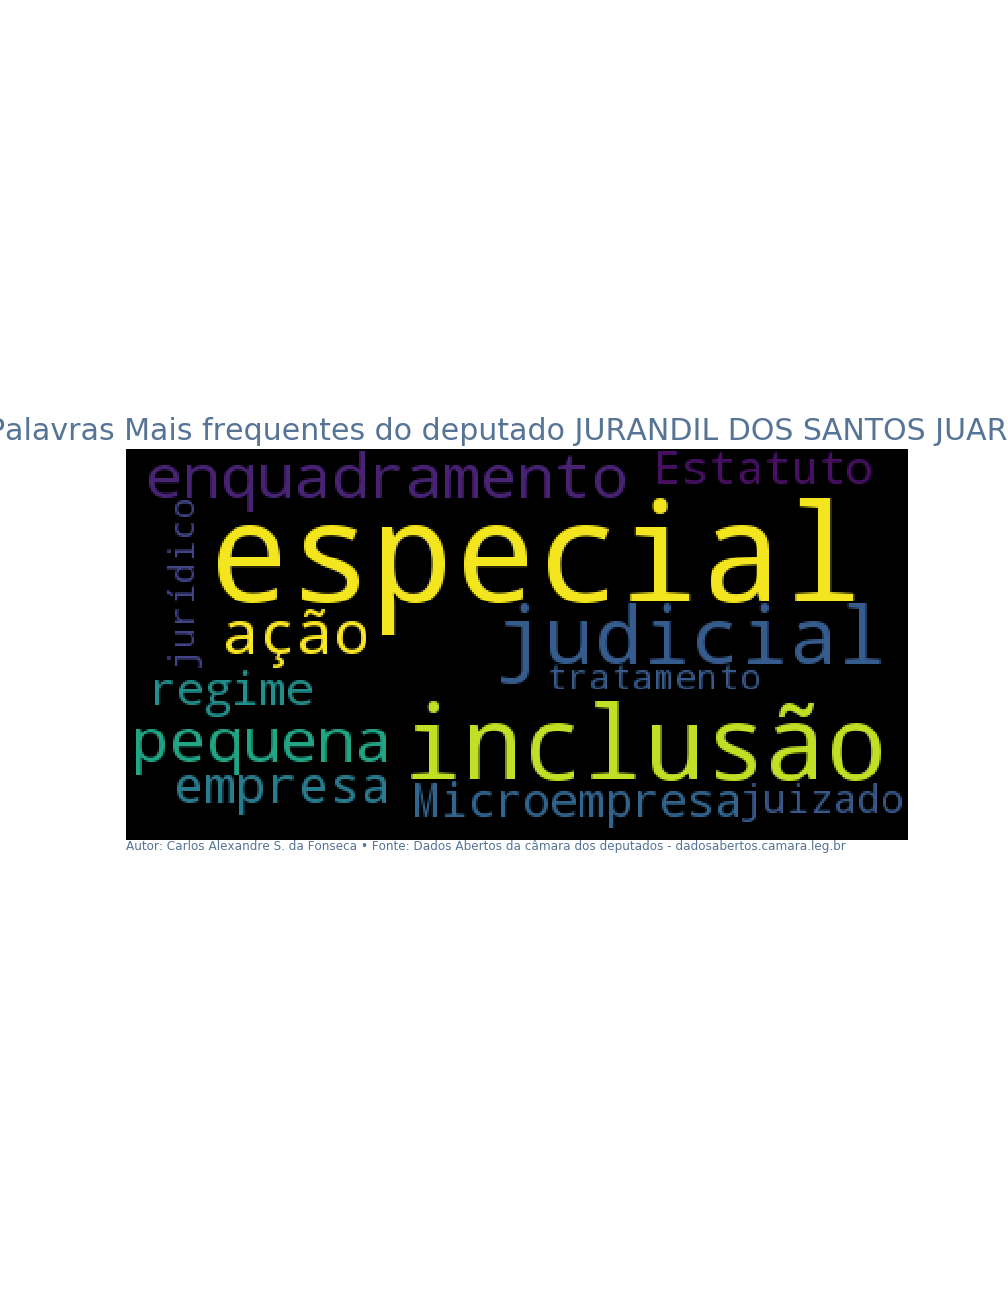 Palavras Mais frequentes do deputado JURANDIL DOS SANTOS JUAR
enquadramento
Estatuto
jurídico
especial
ação
judicial
tratamento
regime
inclusão
pequena
empresa
Microempresa
juizado
Autor: Carlos Alexandre S. da Fonseca • Fonte: Dados Abertos da câmara dos deputados - dadosabertos.camara.leg.br